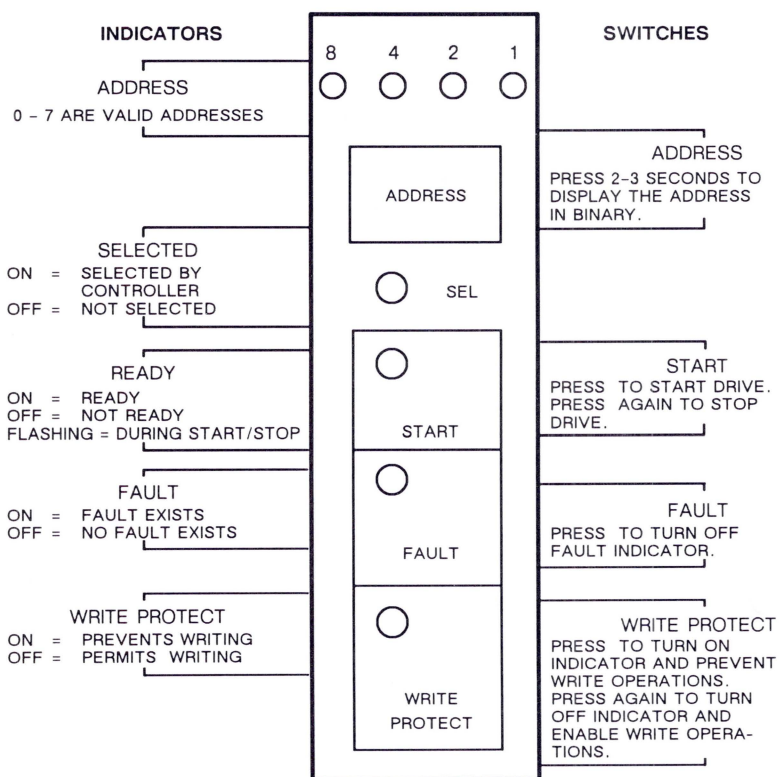 INDICATORS
ADDRESS
0 – 7 ARE VALID ADDRESSES
SELECTED
ON = SELECTED BY
CONTROLLER
OFF = NOT SELECTED
READY
ON = READY
OFF = NOT READY
FLASHING = DURING START/STOP
FAULT
ON = FAULT EXISTS
OFF = NO FAULT EXISTS
WRITE PROTECT
ON = PREVENTS WRITING
OFF = PERMITS WRITING
8 4 2 1
ADDRESS
SEL
START
FAULT
WRITE
PROTECT
SWITCHES
ADDRESS
PRESS 2–3 SECONDS TO
DISPLAY THE ADDRESS
IN BINARY.
START
PRESS TO START DRIVE.
PRESS AGAIN TO STOP
DRIVE.
FAULT
PRESS TO TURN OFF
FAULT INDICATOR.
WRITE PROTECT
PRESS TO TURN ON
INDICATOR AND PREVENT
WRITE OPERATIONS.
PRESS AGAIN TO TURN
OFF INDICATOR AND
ENABLE WRITE OPERA-
TIONS.